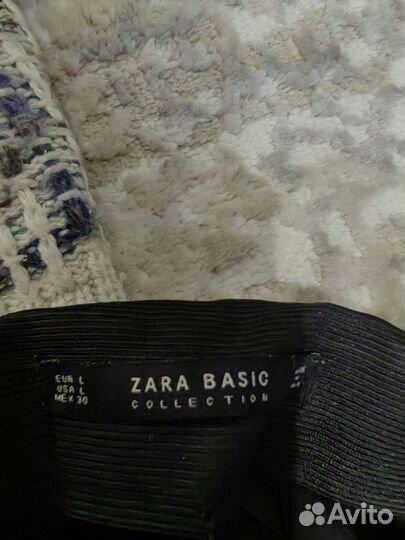 EUR L
USA L
MEX 30
ZARA BASIC
COLLECTION
Avito